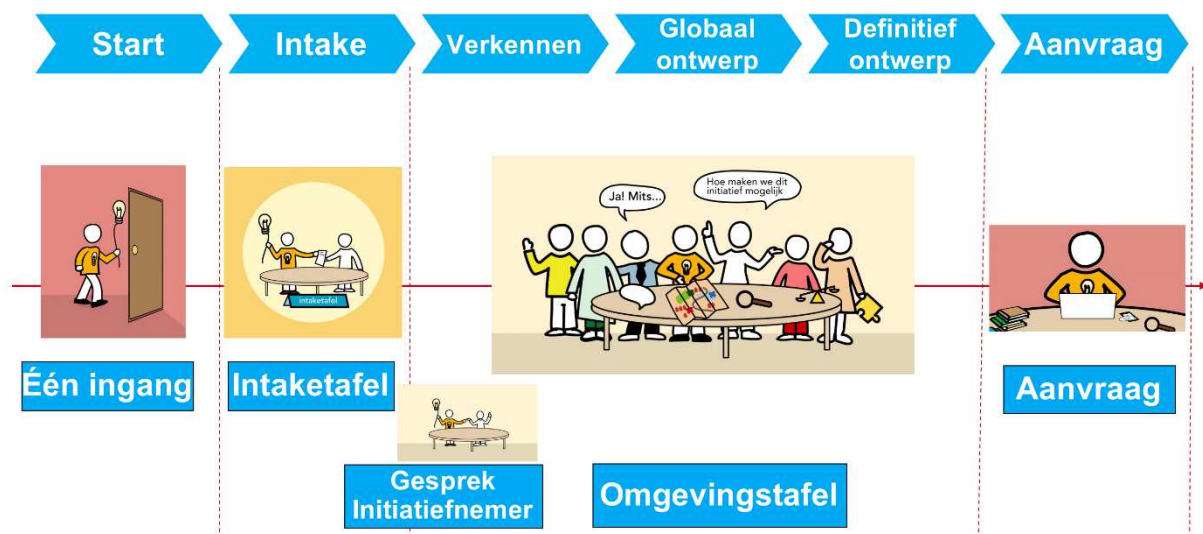 Start
Intake
Verkennen
Globaal
ontwerp
Definitief
ontwerp
Aanvraag
Ja! Mits...
Hoe maken we dit
initiatief mogelijk
intaketafel
Één ingang
Intaketafel
Aanvraag
Gesprek
Initiatiefnemer
Omgevingstafel